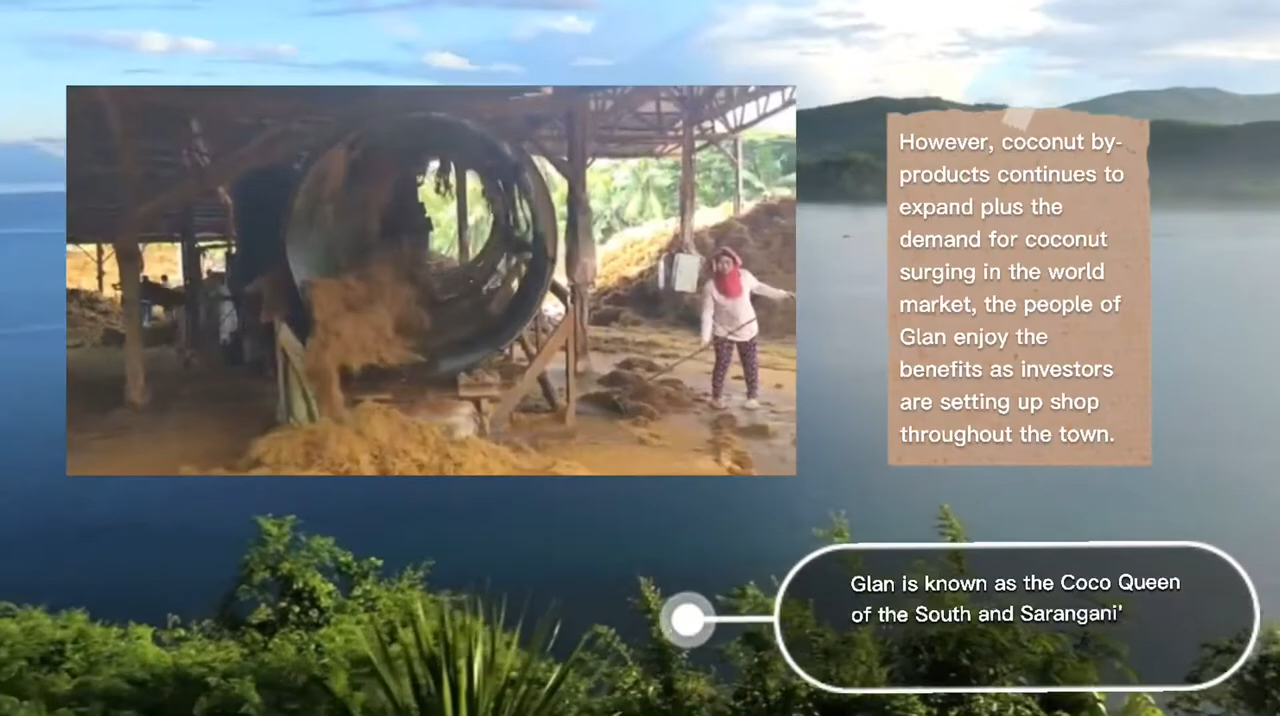 However, coconut by-
products continues to
expand plus the
demand for coconut
surging in the world
market, the people of
Glan enjoy the
benefits as investors
are setting up shop
throughout the town.
Glan is known as the Coco Queen
of the South and Sarangani'